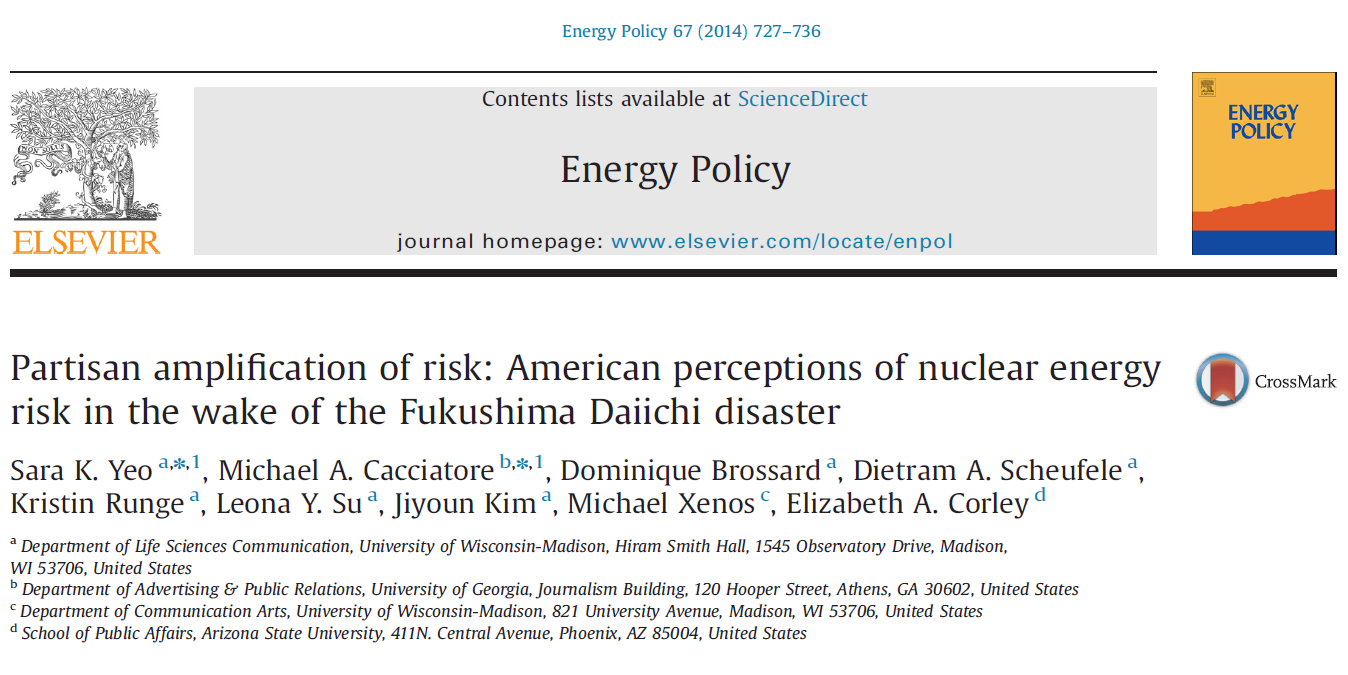 Energy Policy 67 (2014) 727–736
Contents lists available at ScienceDirect
Energy Policy
journal homepage: www.elsevier.com/locate/enpol
ELSEVIER
ENERGY
POLICY
Partisan amplification of risk: American perceptions of nuclear energy
risk in the wake of the Fukushima Daiichi disaster
CrossMark
Sara K. Yeo a,*,1, Michael A. Cacciatore b,*,1, Dominique Brossard a, Dietram A. Scheufele a,
Kristin Runge a, Leona Y. Su a, Jiyoun Kim a, Michael Xenos c, Elizabeth A. Corley d
a Department of Life Sciences Communication, University of Wisconsin-Madison, Hiram Smith Hall, 1545 Observatory Drive, Madison,
WI 53706, United States
b Department of Advertising & Public Relations, University of Georgia, Journalism Building, 120 Hooper Street, Athens, GA 30602, United States
c Department of Communication Arts, University of Wisconsin-Madison, 821 University Avenue, Madison, WI 53706, United States
d School of Public Affairs, Arizona State University, 411N. Central Avenue, Phoenix, AZ 85004, United States